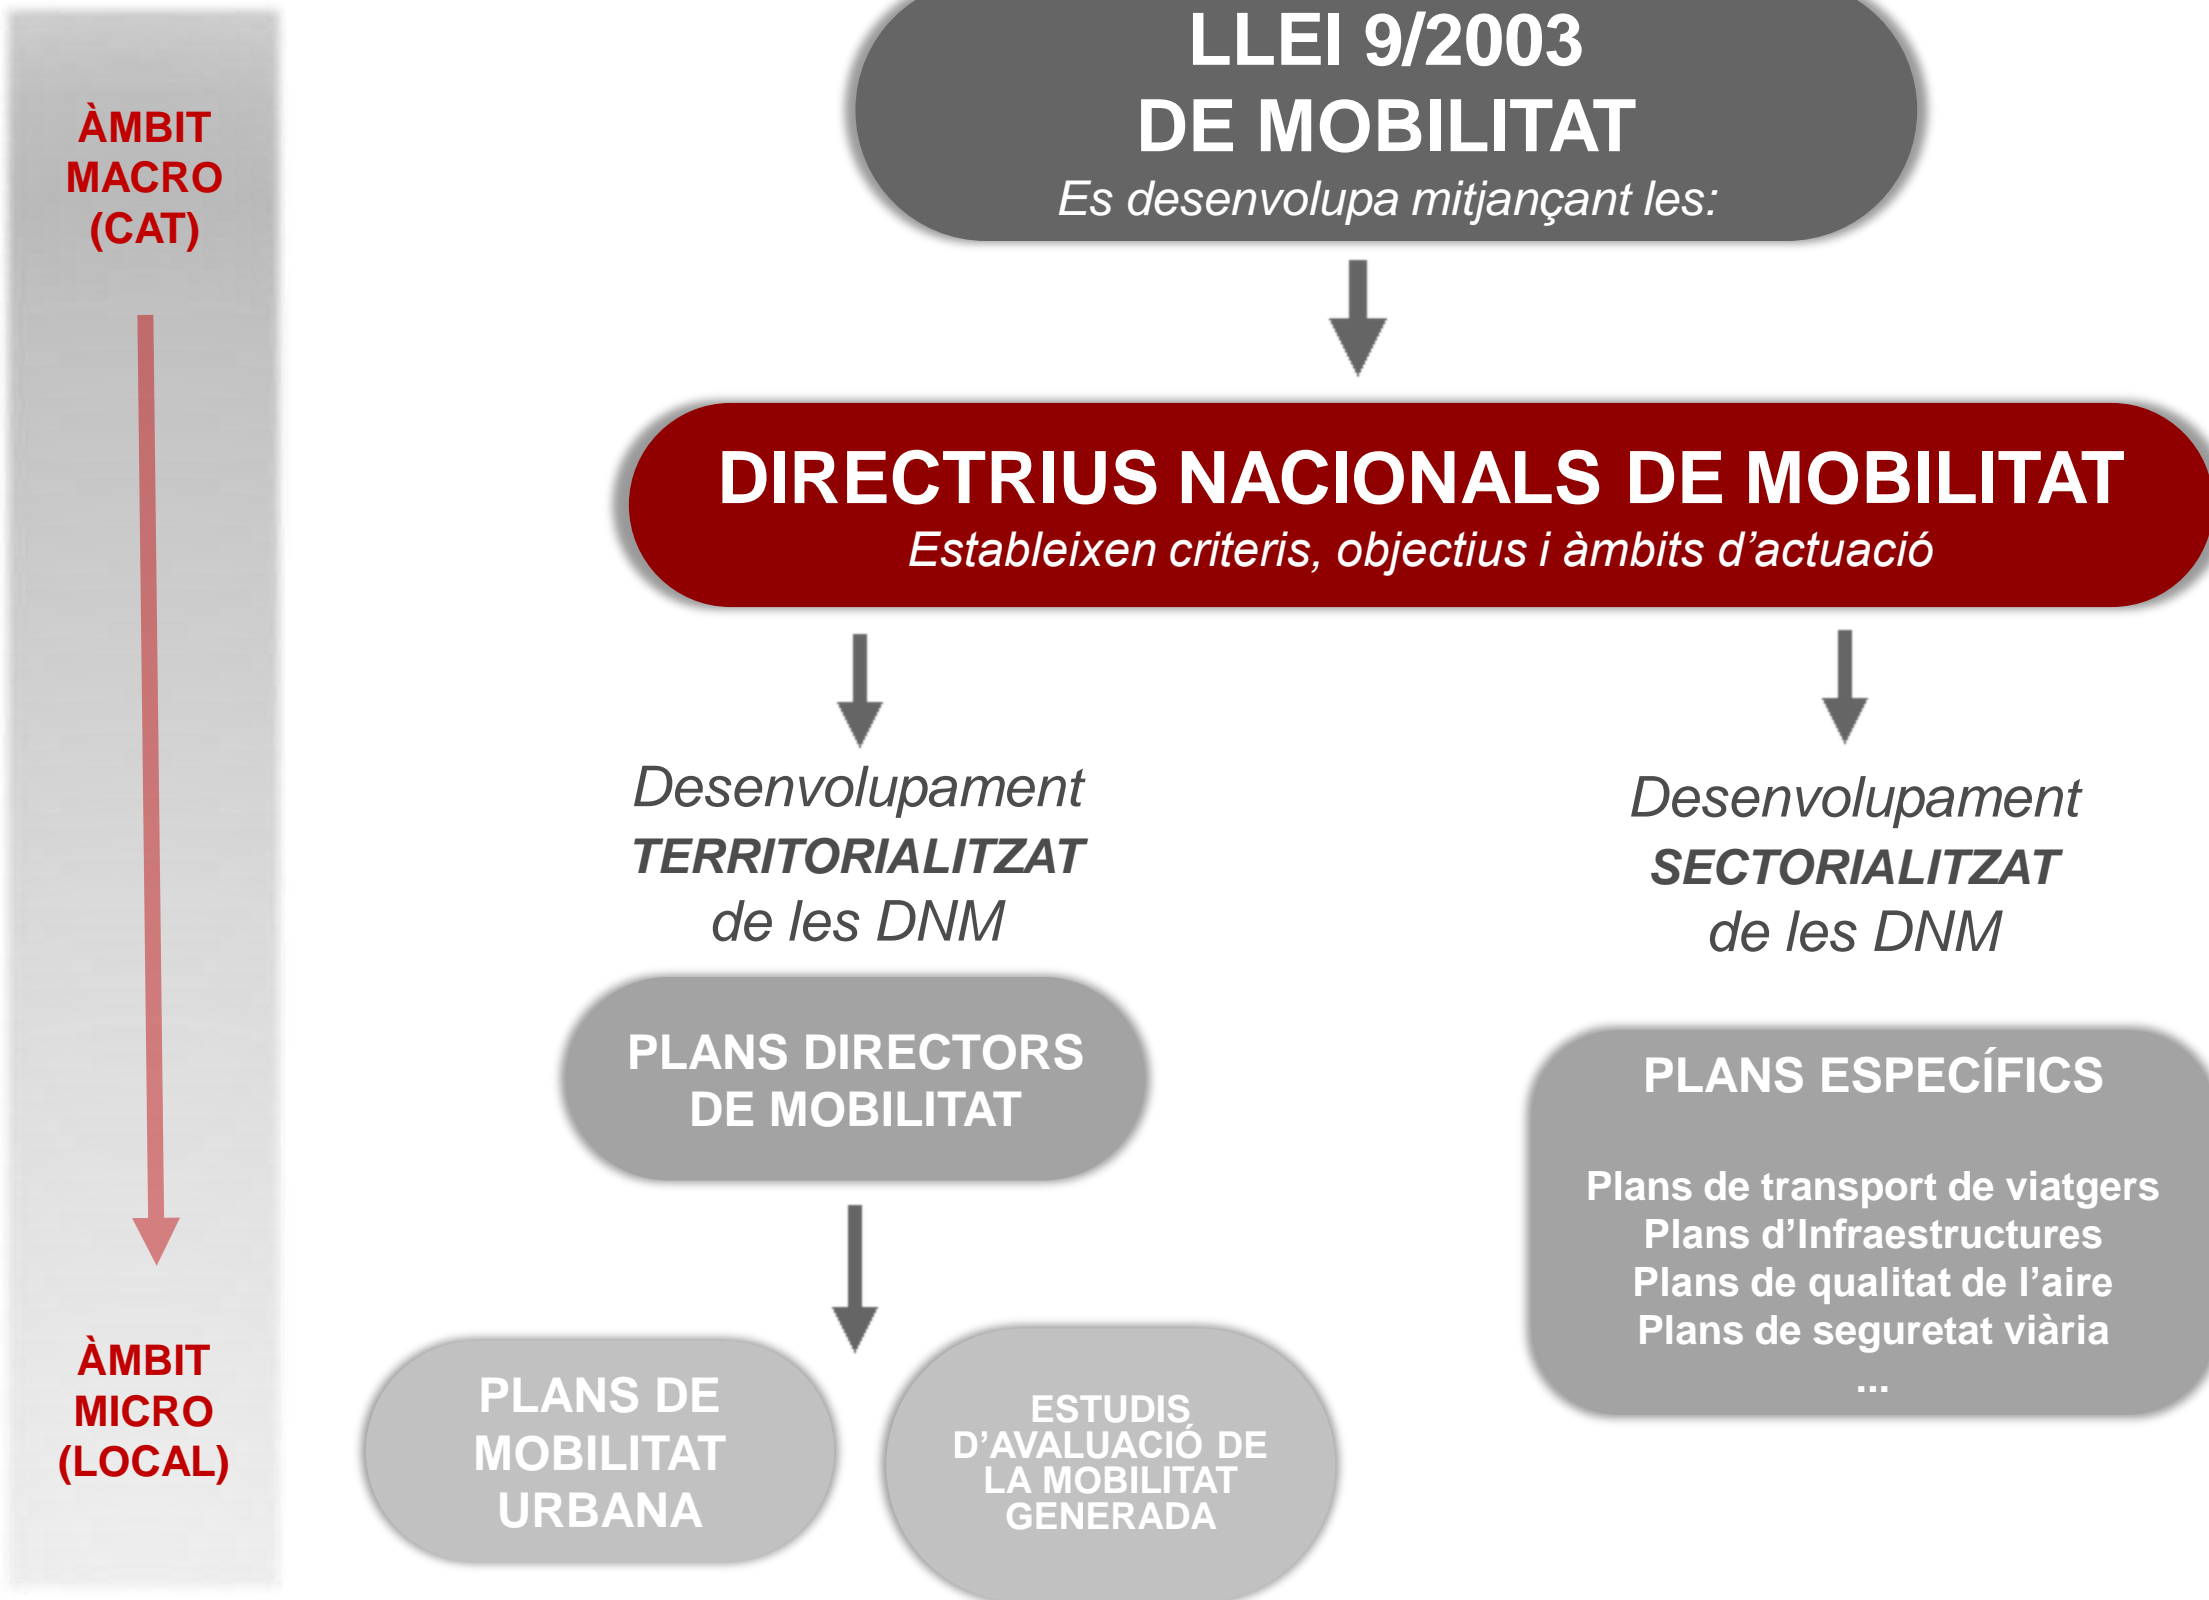 ÀMBIT
MACRO
(CAT)
LLEI 9/2003
DE MOBILITAT
Es desenvolupa mitjançant les:
DIRECTRIUS NACIONALS DE MOBILITAT
Estableixen criteris, objectius i àmbits d’actuació
Desenvolupament
TERRITORIALITZAT
de les DNM
Desenvolupament
SECTORIALITZAT
de les DNM
PLANS DIRECTORS
DE MOBILITAT
PLANS ESPECÍFICS
Plans de transport de viatgers
Plans d’Infraestructures
Plans de qualitat de l’aire
Plans de seguretat viària
...
ÀMBIT
MICRO
(LOCAL)
PLANS DE
MOBILITAT
URBANA
ESTUDIS
D’AVALUACIÓ DE
LA MOBILITAT
GENERADA